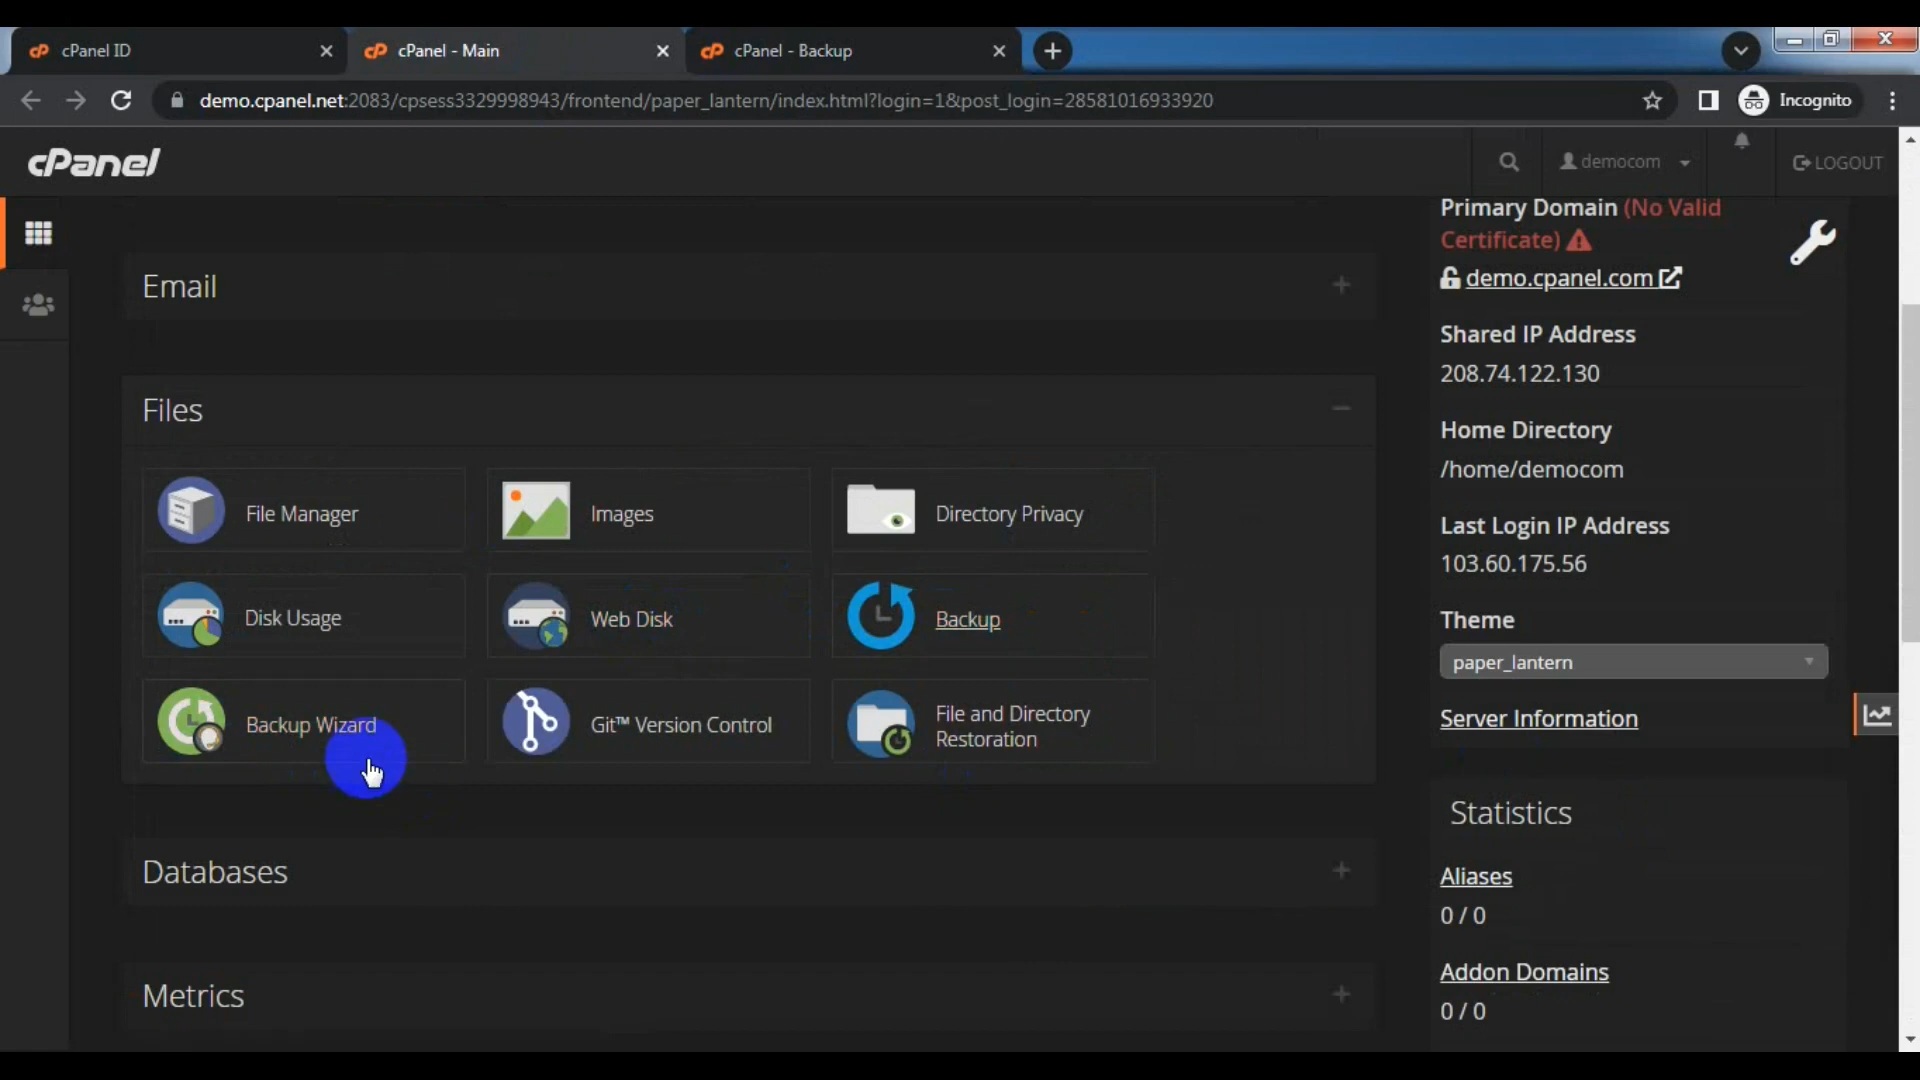 cPanel ID
cPanel - Main
cPanel - Backup
demo.cpanel.net:2083/cpsess3329998943/frontend/paper_lantern/index.html?login=1&post_login=28581016933920
Incognito
cPanel
democom
LOGOUT
Email
Files
File Manager
Images
Directory Privacy
Disk Usage
Web Disk
Backup
Backup Wizard
Git™ Version Control
File and Directory
Restoration
Databases
Metrics
Primary Domain (No Valid
Certificate)
demo.cpanel.com
Shared IP Address
208.74.122.130
Home Directory
/home/democom
Last Login IP Address
103.60.175.56
Theme
paper_lantern
Server Information
Statistics
Aliases
0 / 0
Addon Domains
0 / 0